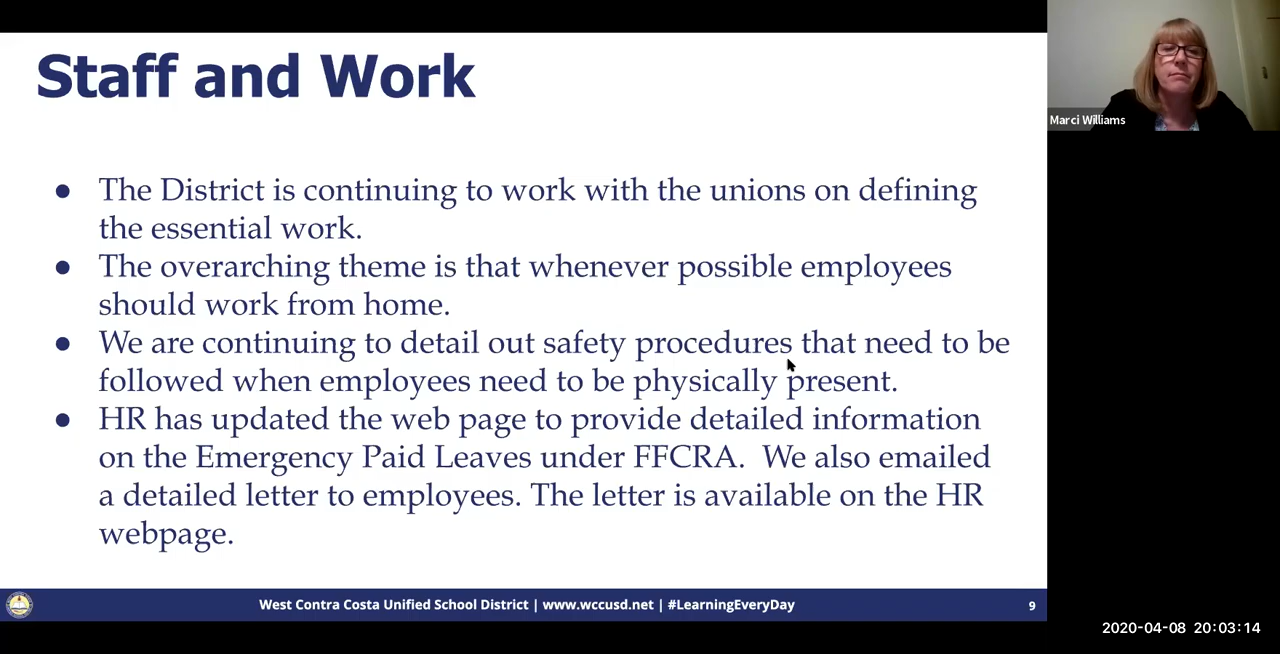 Staff and Work
Marci Williams
● The District is continuing to work with the unions on defining
the essential work.
● The overarching theme is that whenever possible employees
should work from home.
● We are continuing to detail out safety procedures that need to be
followed when employees need to be physically present.
● HR has updated the web page to provide detailed information
on the Emergency Paid Leaves under FFCRA.  We also emailed
a detailed letter to employees. The letter is available on the HR
webpage.
West Contra Costa Unified School District | www.wccusd.net | #LearningEveryDay
9
2020-04-08 20:03:14